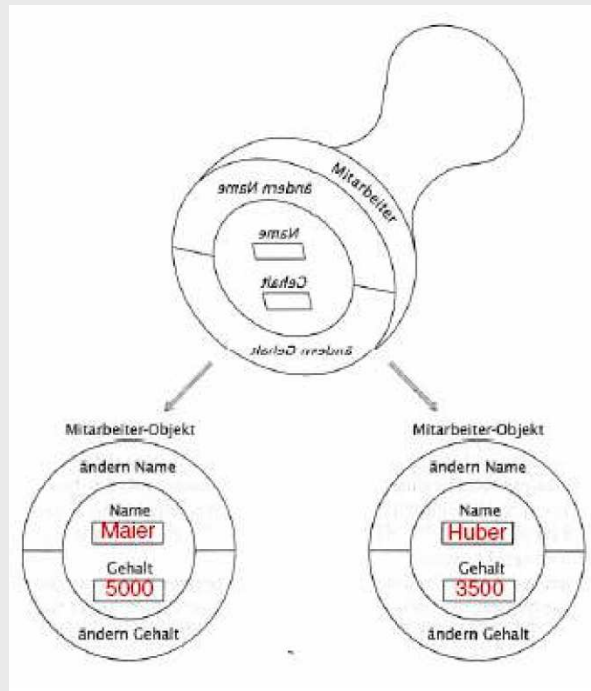 Mitarbeiter
ändern Name
Name
Gehalt
ändern Gehalt
Mitarbeiter-Objekt
ändern Name
Name
Maier
Gehalt
5000
ändern Gehalt
Mitarbeiter-Objekt
ändern Name
Name
Huber
Gehalt
3500
ändern Gehalt